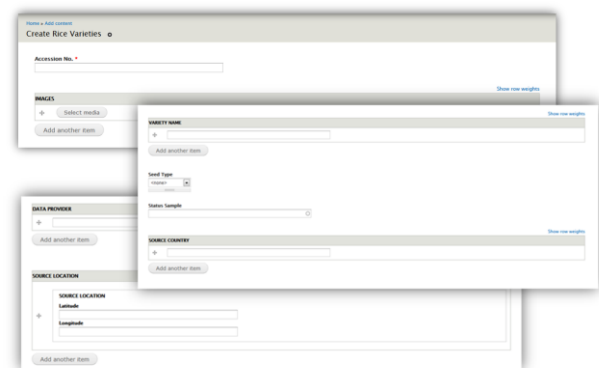 Home » Add content
Create Rice Varieties
Accession No. *
Show row weights
IMAGES
Select media
Add another item
Show row weights
VARIETY NAME
Add another item
Seed Type
<none>
Status Sample
Show row weights
SOURCE COUNTRY
Add another item
DATA PROVIDER
Add another item
SOURCE LOCATION
SOURCE LOCATION
Latitude
Longitude
Add another item